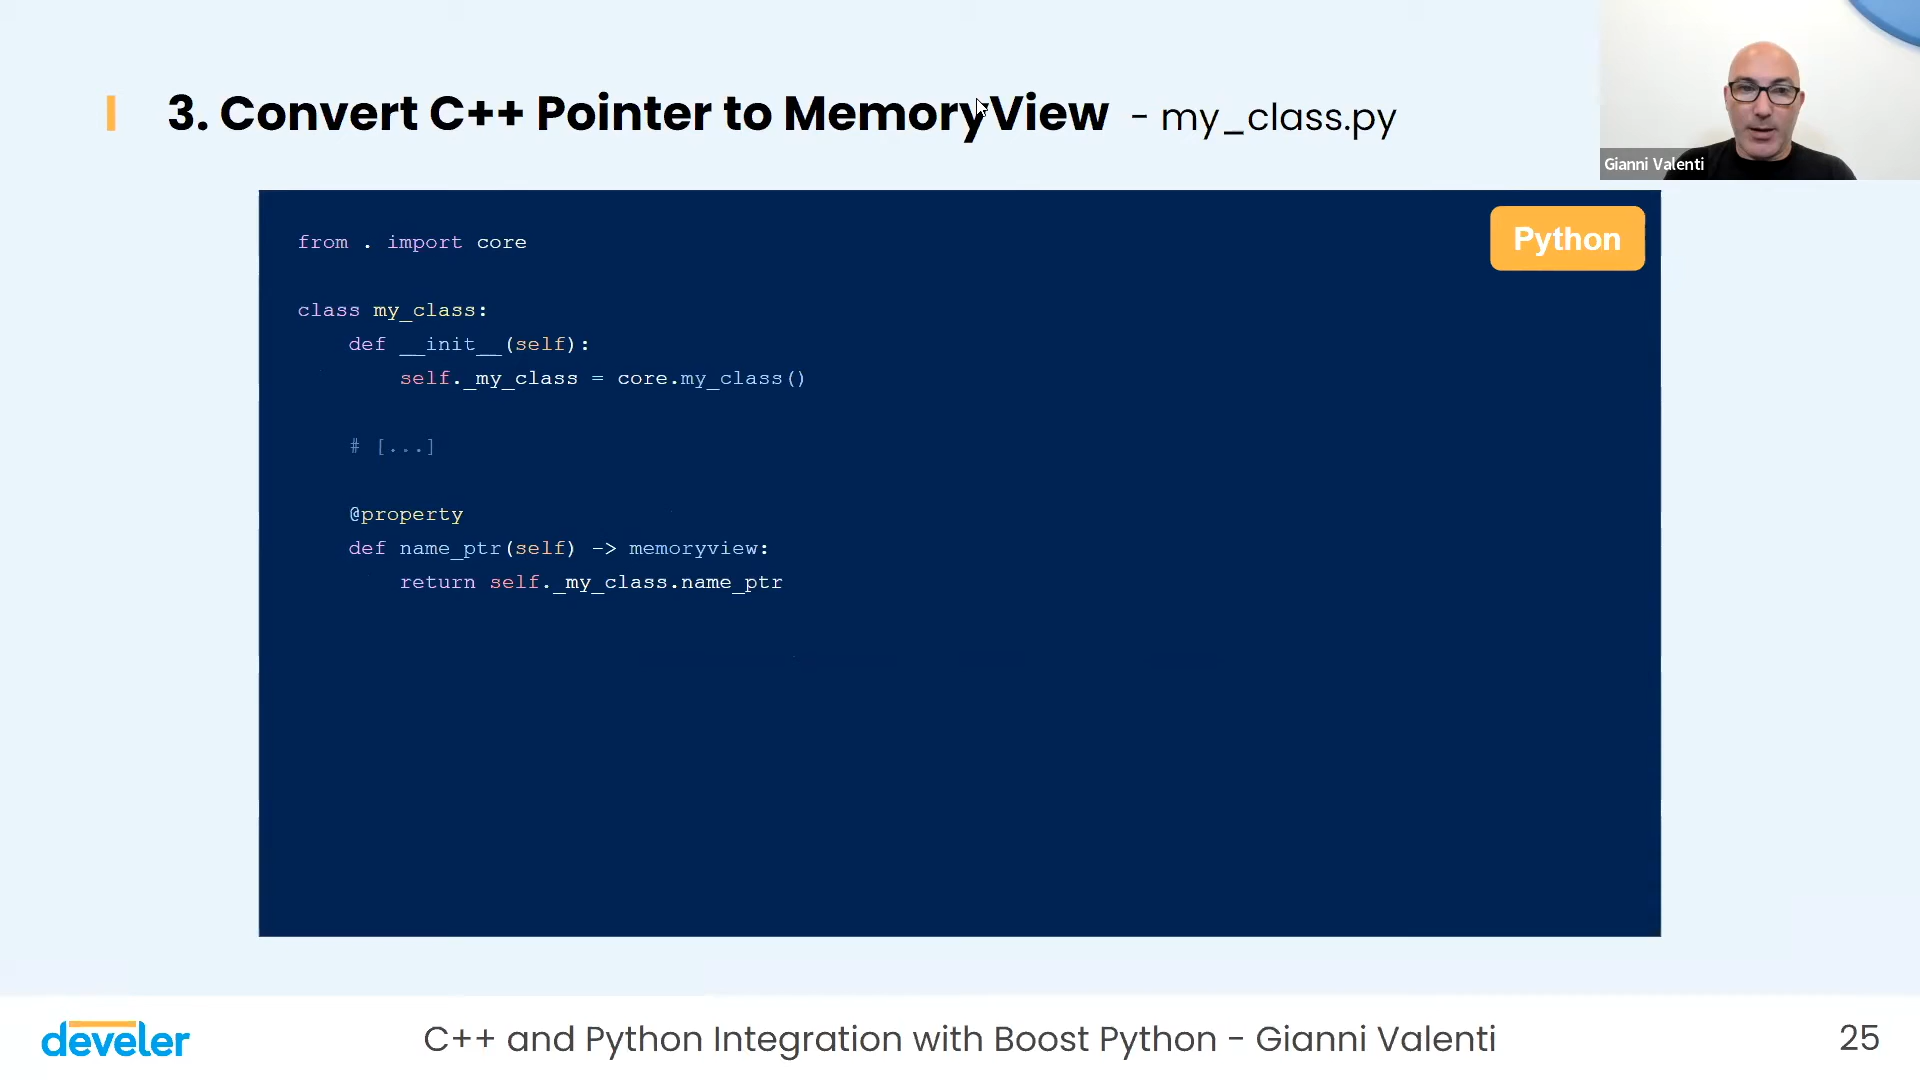 3. Convert C++ Pointer to MemoryView - my_class.py
Gianni Valenti
Python
from . import core
class my_class:
    def __init__(self):
        self._my_class = core.my_class()
    # [...]
    @property
    def name_ptr(self) -> memoryview:
        return self._my_class.name_ptr
develer
C++ and Python Integration with Boost Python - Gianni Valenti
25